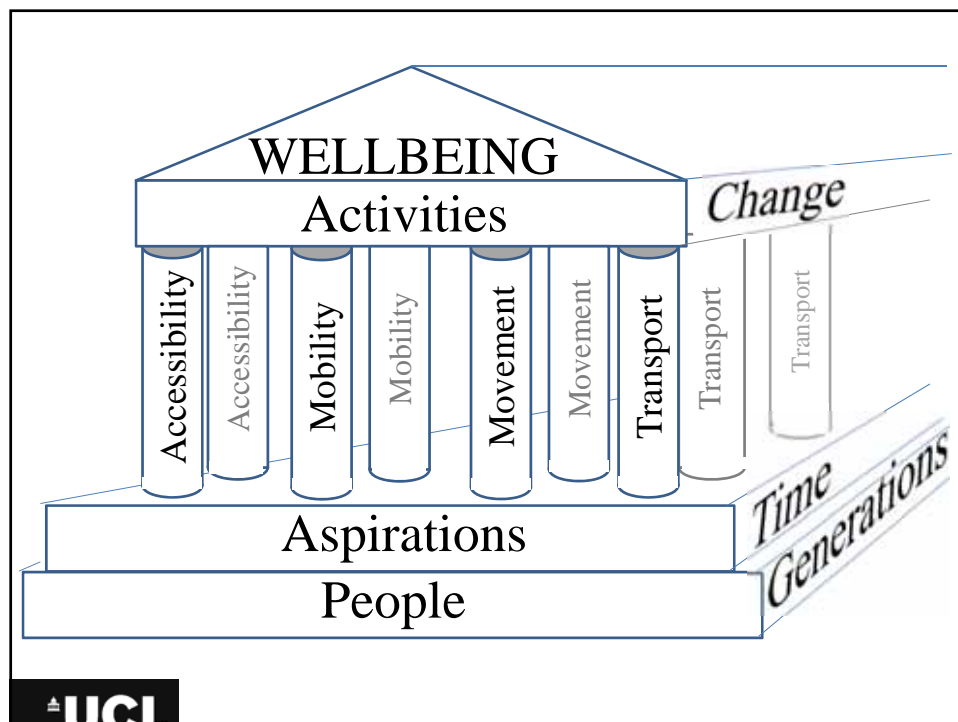 WELLBEING
Activities
Change
Accessibility
Accessibility
Mobility
Mobility
Movement
Movement
Transport
Transport
Transport
Time
Generations
Aspirations
People
UCL